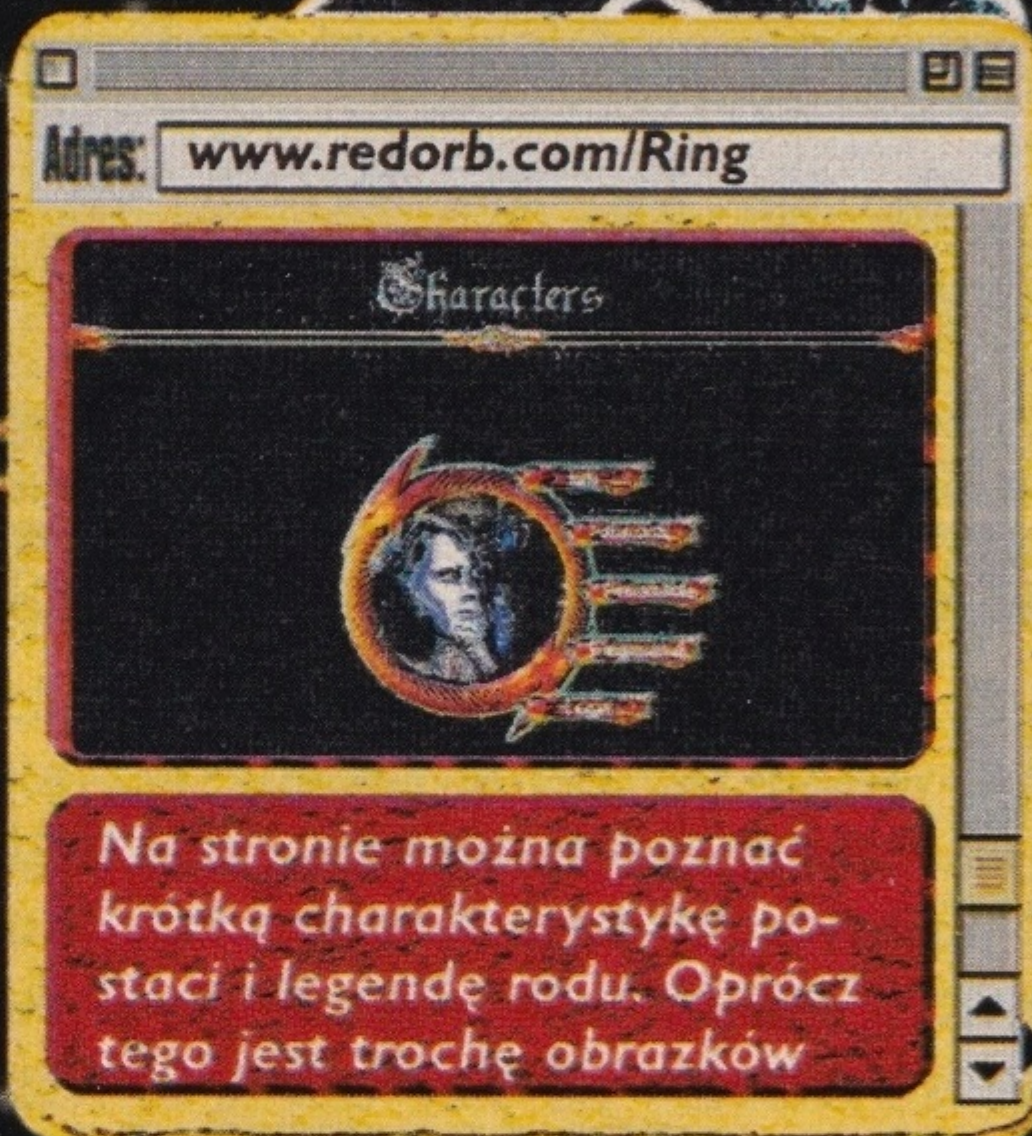 Adres: www.redorb.com/Ring
Characters
Na stronie można poznać
krótką charakterystykę po-
staci i legendę rodu. Oprócz
tego jest trochę obrazków